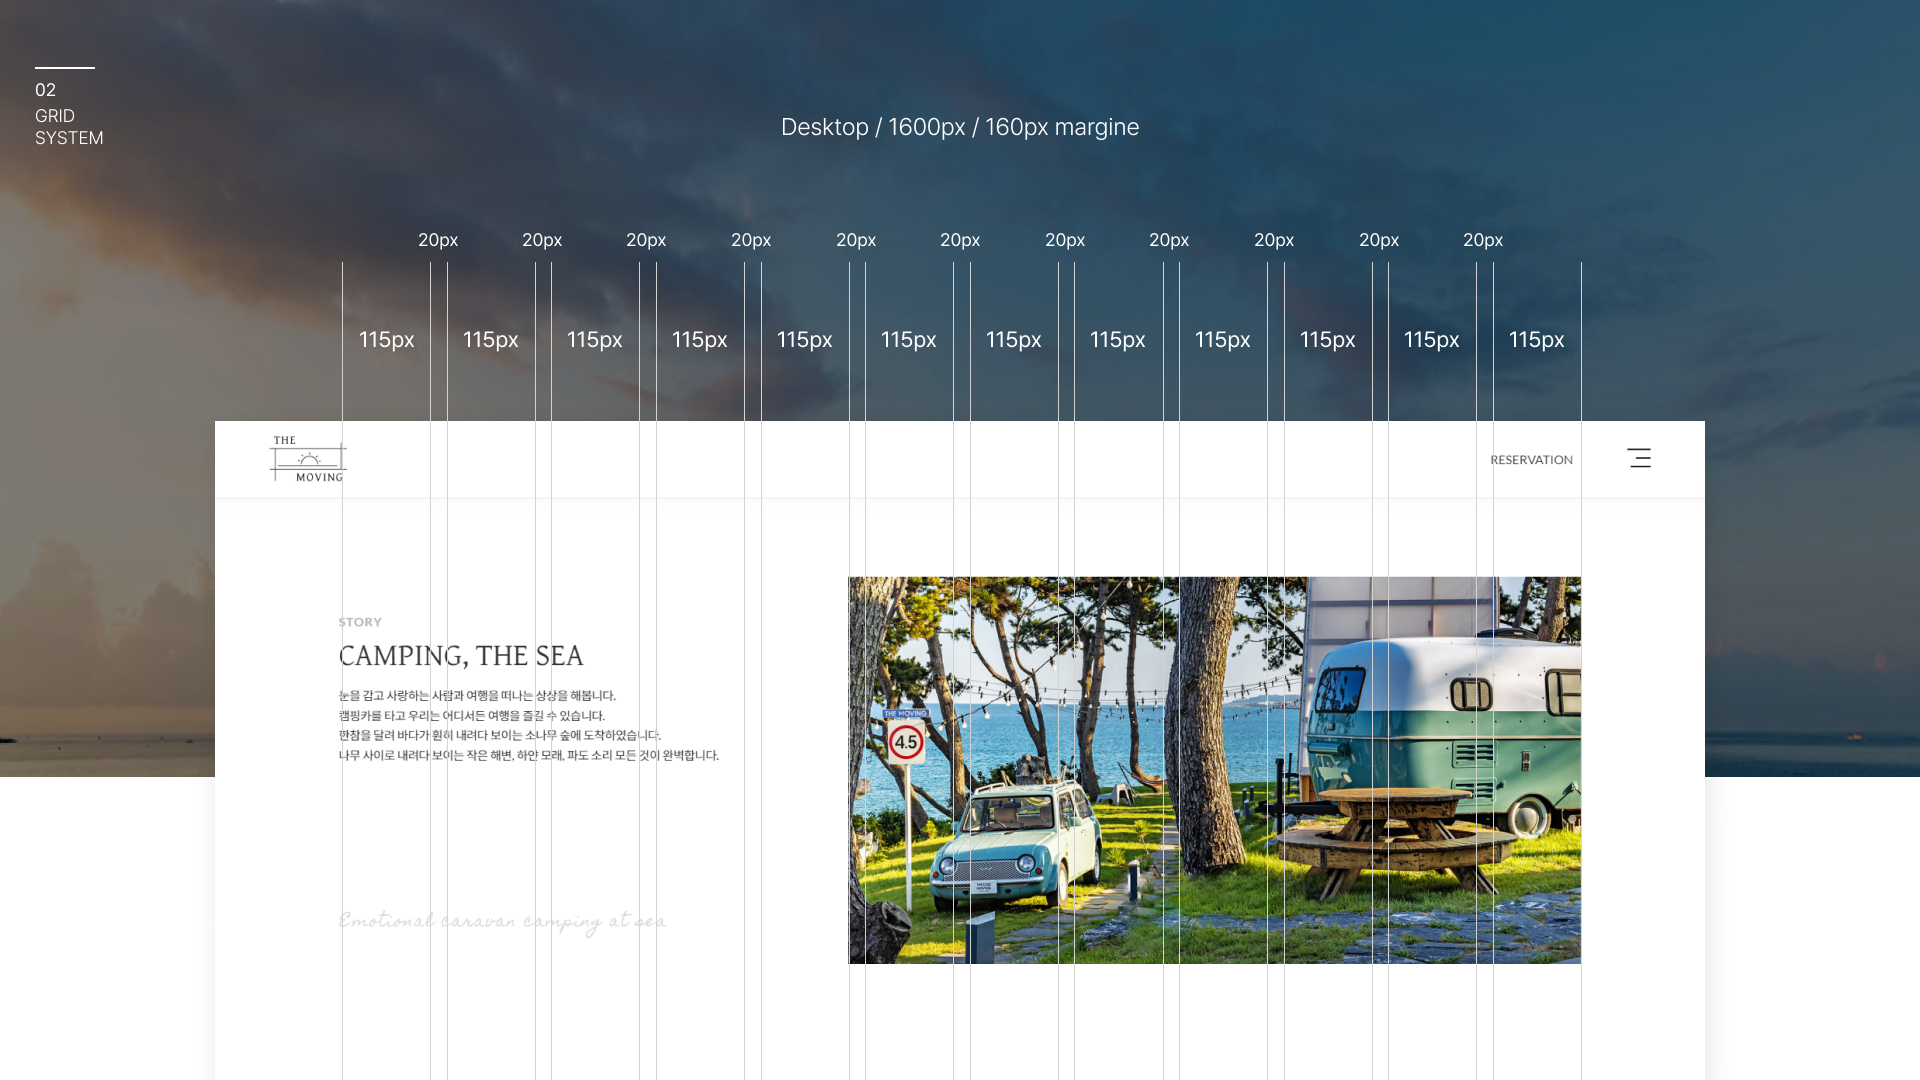 02
GRID
SYSTEM
Desktop / 1600px / 160px margine
20px 20px 20px 20px 20px 20px 20px 20px 20px 20px 20px
115px 115px 115px 115px 115px 115px 115px 115px 115px 115px 115px 115px
THE
MOVING
RESERVATION
STORY
CAMPING, THE SEA
눈을 감고 사랑하는 사람과 여행을 떠나는 상상을 해봅니다.
캠핑카를 타고 우리는 어디서든 여행을 즐길 수 있습니다.
한참을 달려 바다가 훤히 내려다 보이는 소나무 숲에 도착하였습니다.
나무 사이로 내려다 보이는 작은 해변, 하얀 모래, 파도 소리 모든 것이 완벽합니다.
THE MOVING
4.5
Emotional caravan camping at sea